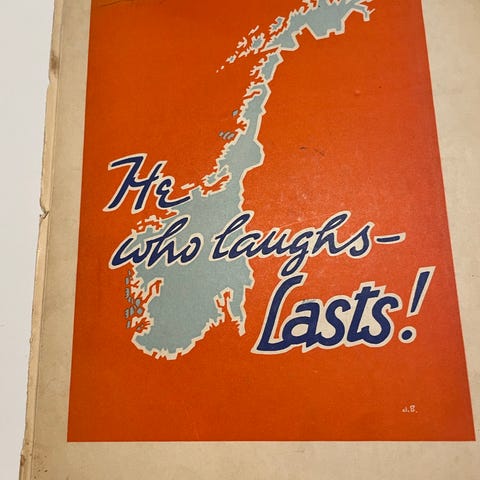 He
who laughs-
Lasts!
J.B.